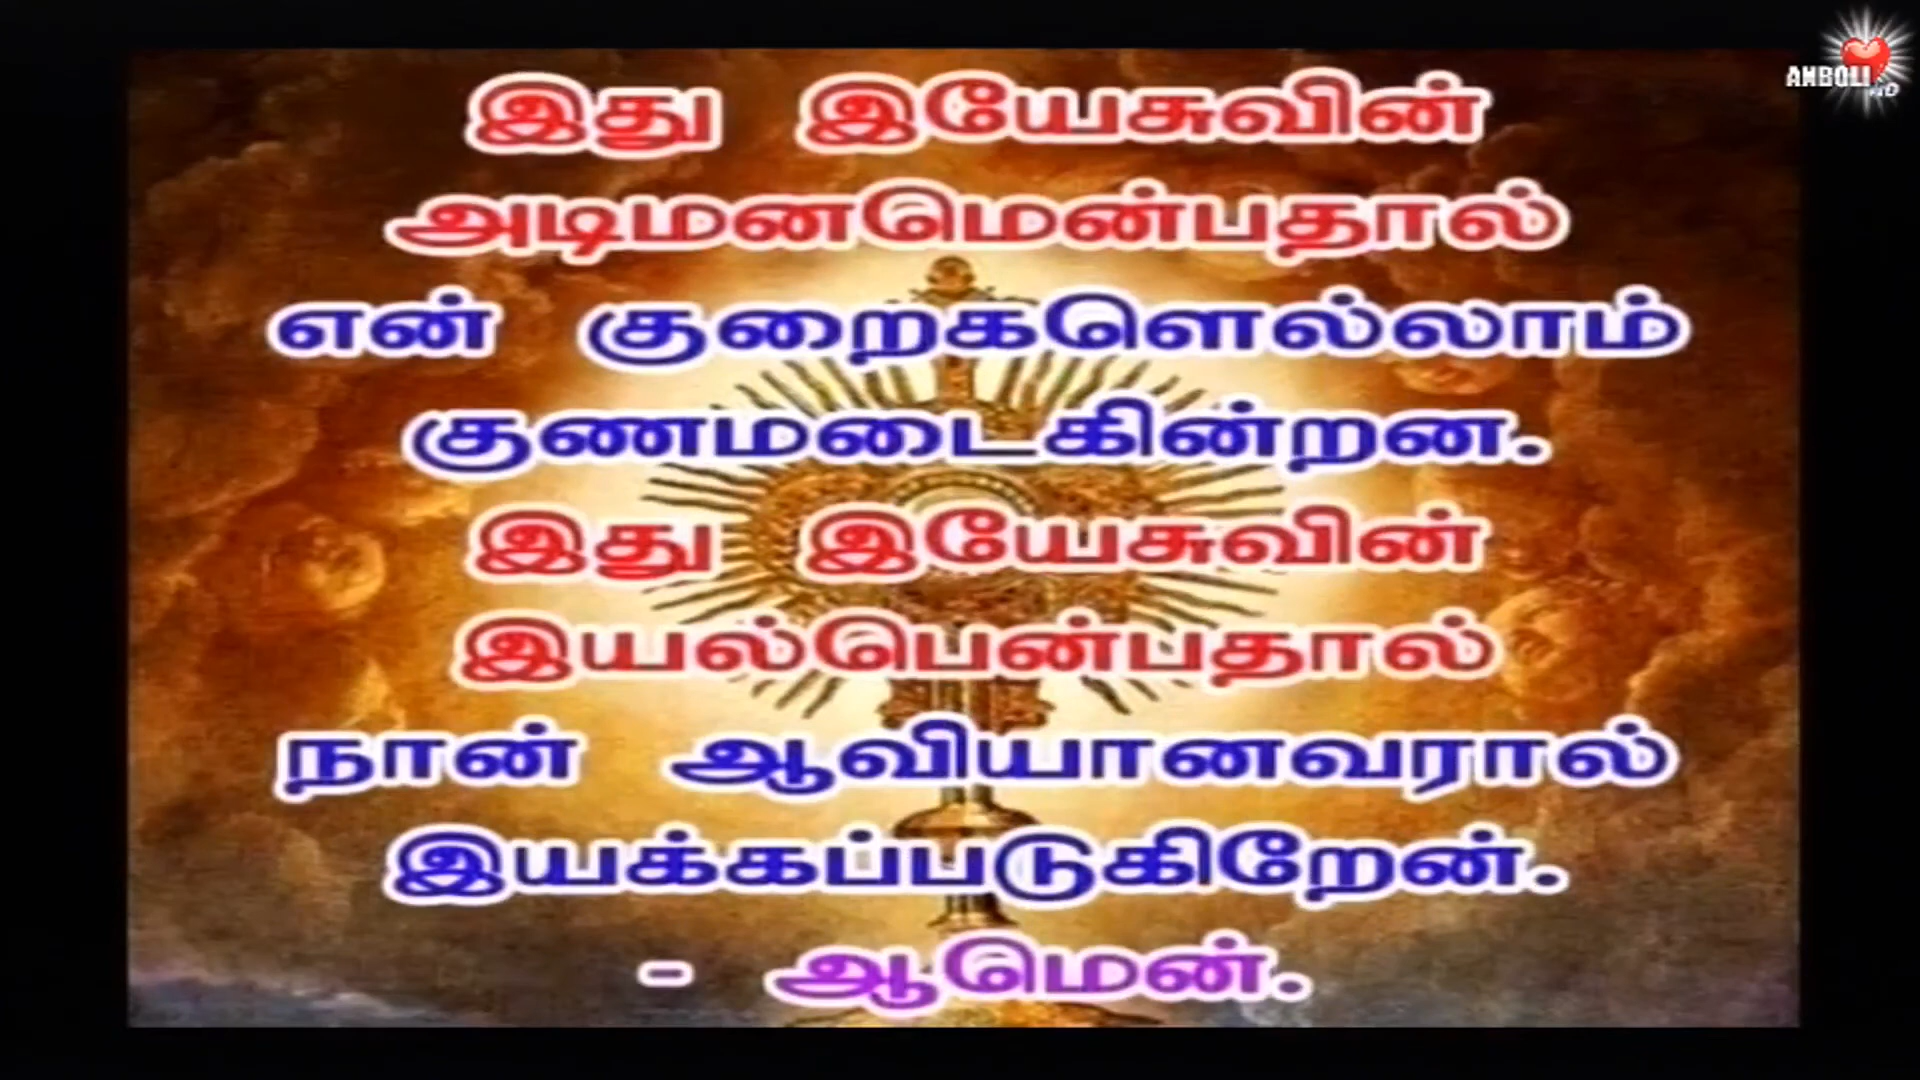 இது இயேசுவின்
அடிமனமென்பதால்
என் குறைகளெல்லாம்
குணமடைகின்றன.
இது இயேசுவின்
இயல்பென்பதால்
நான் ஆவியானவரால்
இயக்கப்படுகிறேன்.
- ஆமென்.
ANBOLI
HD